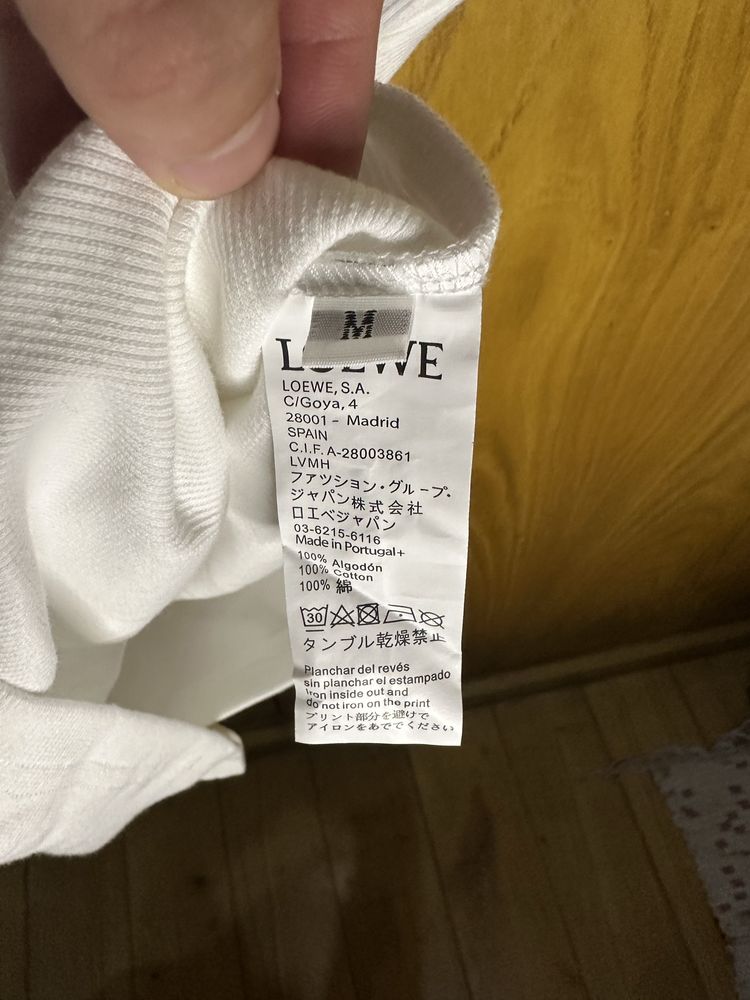 M
LOEWE
LOEWE, S.A.
C/Goya, 4
28001 - Madrid
SPAIN
C.I.F. A-28003861
LVMH
ファッション・グループ・
ジャパン株式会社
ロエベジャパン
03-6215-6116
Made in Portugal+
100% Algodón
100% Cotton
100% 綿
30
タンブル乾燥禁止
Planchar del revés
sin planchar el estampado
Iron inside out and
do not iron on the print
プリント部分を避けて
アイロンをあででください